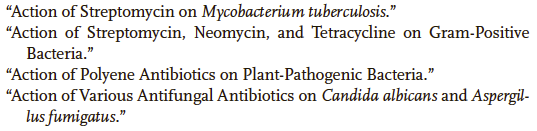 “Action of Streptomycin on Mycobacterium tuberculosis.”
“Action of Streptomycin, Neomycin, and Tetracycline on Gram-Positive
Bacteria.”
“Action of Polyene Antibiotics on Plant-Pathogenic Bacteria.”
“Action of Various Antifungal Antibiotics on Candida albicans and Aspergil-
lus fumigatus.”